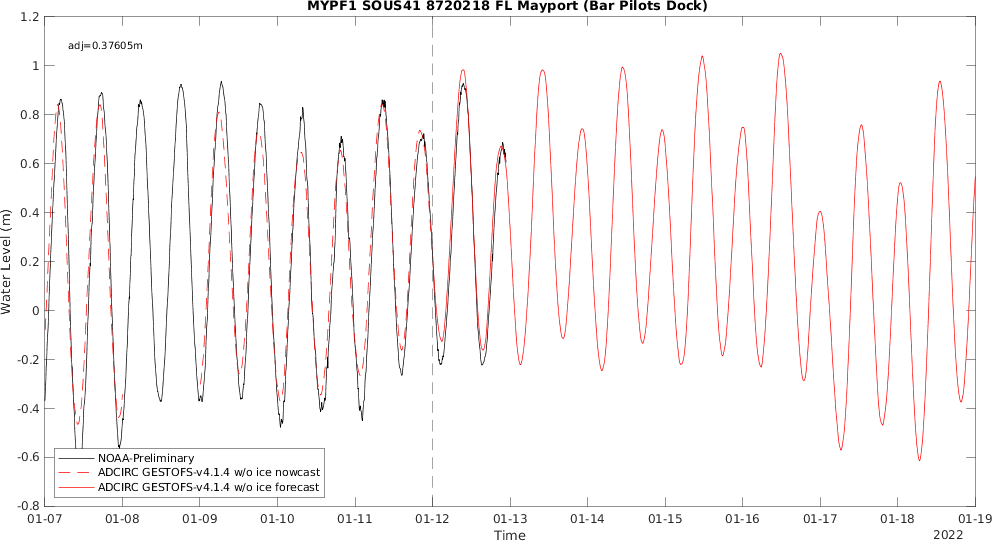 MYPF1 SOUS41 8720218 FL Mayport (Bar Pilots Dock)
adj=0.37605m
1.2
1
0.8
0.6
0.4
0.2
0
-0.2
-0.4
-0.6
-0.8
Water Level (m)
NOAA-Preliminary
ADCIRC GESTOFS-v4.1.4 w/o ice nowcast
ADCIRC GESTOFS-v4.1.4 w/o ice forecast
01-07 01-08 01-09 01-10 01-11 01-12 01-13 01-14 01-15 01-16 01-17 01-18 01-19
Time
2022